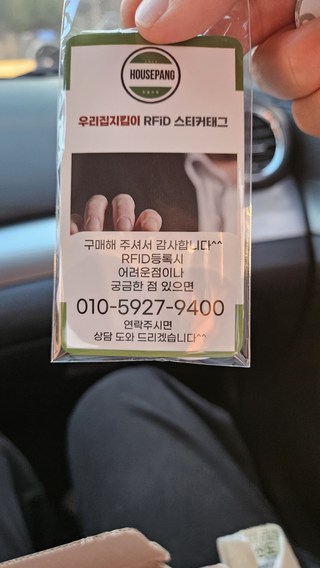 HOUSEPANG
우리집지킴이 RFiD 스티커태그
구매해 주셔서 감사합니다^^
RFID등록시
어려운점이나
궁금한 점 있으면
010-5927-9400
연락주시면
상담 도와 드리겠습니다^^